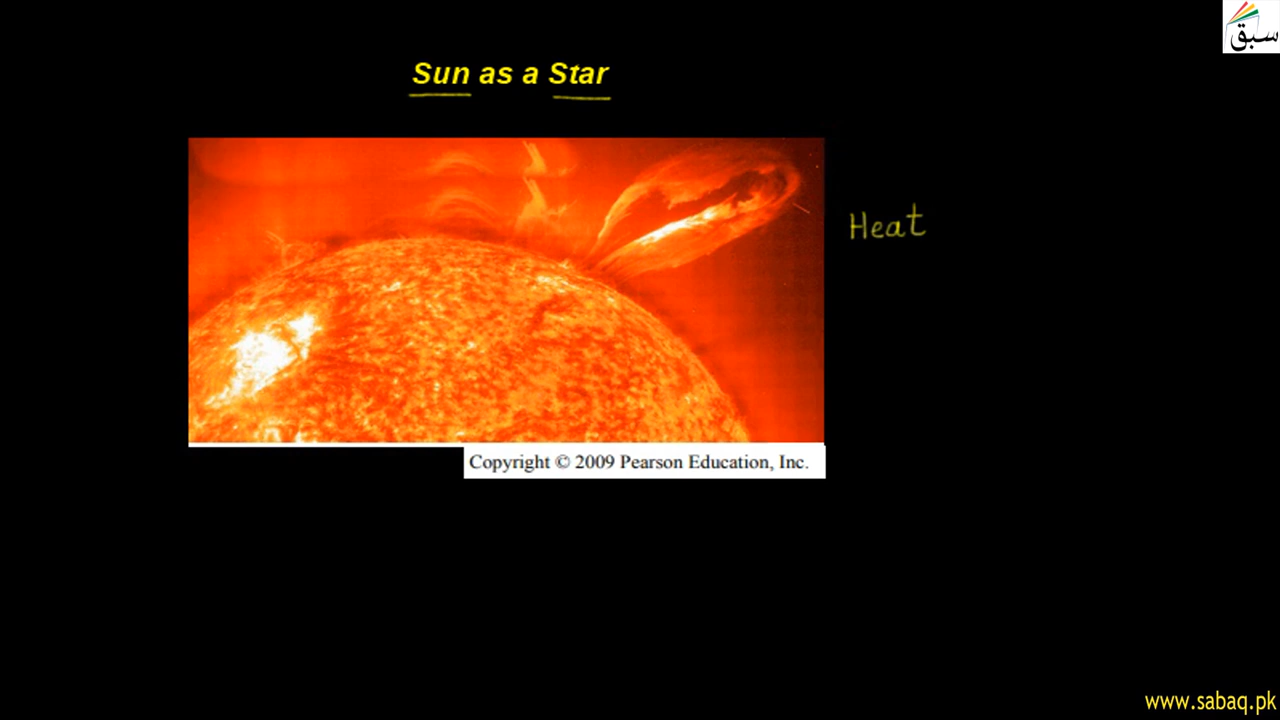 سبق
Sun as a Star
Heat
Copyright © 2009 Pearson Education, Inc.
www.sabaq.pk